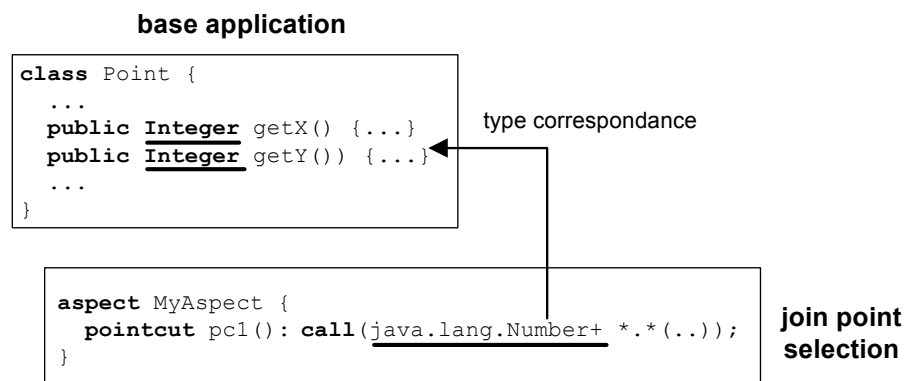 base application
class Point {
...
public Integer getX() {...}
public Integer getY()) {...}
...
}
type correspondance
aspect MyAspect {
pointcut pc1(): call(java.lang.Number+ *.*(..));
}
join point
selection